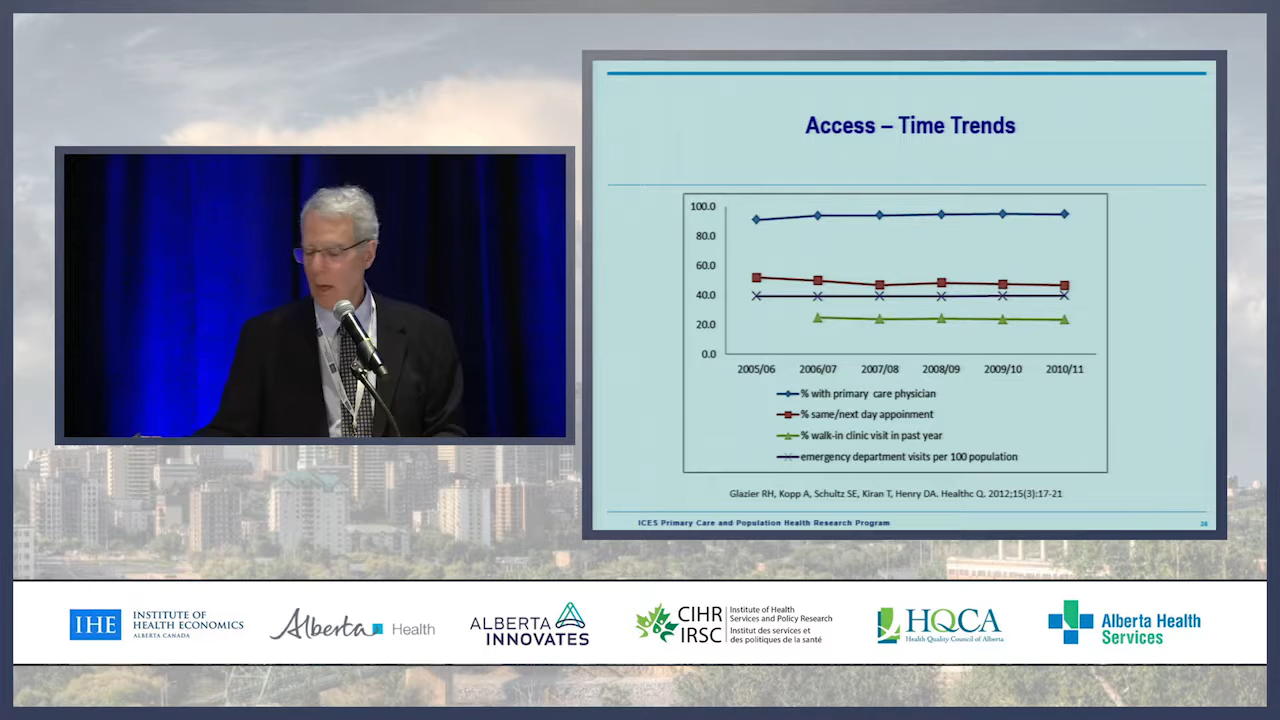 Access – Time Trends
100.0
80.0
60.0
40.0
20.0
0.0
2005/06 2006/07 2007/08 2008/09 2009/10 2010/11
% with primary care physician
% same/next day appoinment
% walk-in clinic visit in past year
emergency department visits per 100 population
Glazier RH, Kopp A, Schultz SE, Kiran T, Henry DA. Healthc Q. 2012;15(3):17-21
ICES Primary Care and Population Health Research Program 26
IHE INSTITUTE OF
HEALTH ECONOMICS
ALBERTA CANADA
Alberta Health
ALBERTA
INNOVATES
CIHR
IRSC
Institute of Health
Services and Policy Research
Institut des services et
des politiques de la santé
HQCA
Health Quality Council of Alberta
Alberta Health
Services